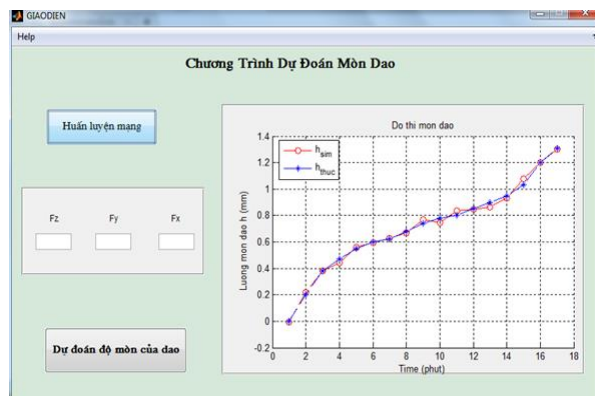 GIAODIEN
Help
Chương Trình Dự Đoán Mòn Dao
Huấn luyện mạng
Fz Fy Fx
Dự đoán độ mòn của dao
Do thi mon dao
h_sim
h_thuc
Luong mon dao h (mm)
1.4
1.2
1
0.8
0.6
0.4
0.2
0
-0.2
0 2 4 6 8 10 12 14 16 18
Time (phut)